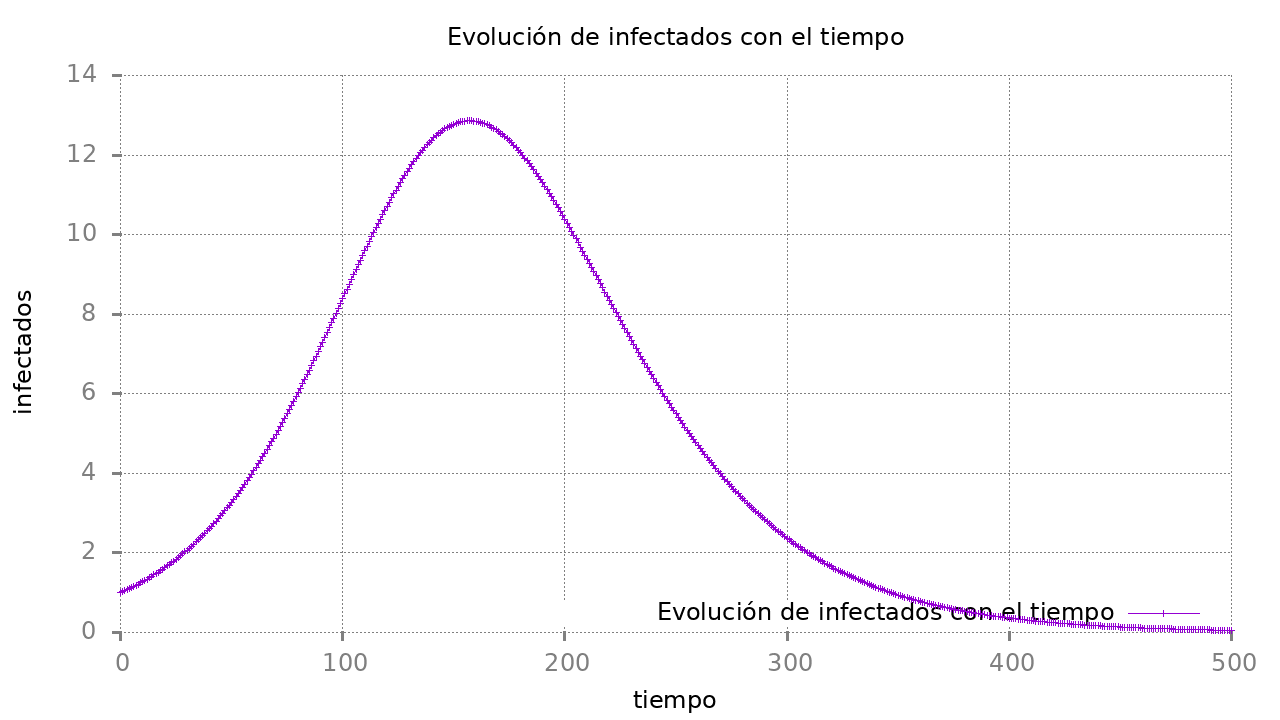 Evolución de infectados con el tiempo
14
12
10
8
6
4
2
0
infectados
Evolución de infectados con el tiempo
0 100 200 300 400 500
tiempo